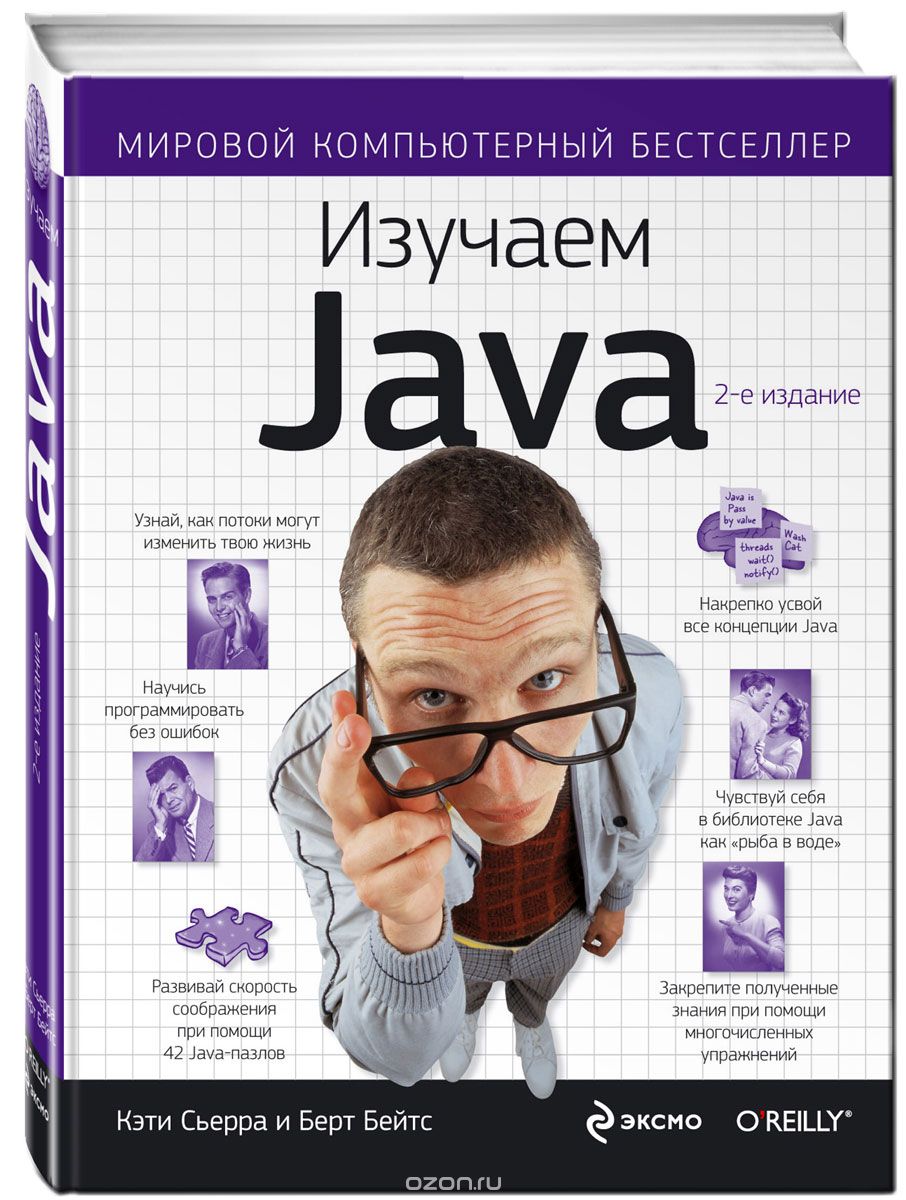 МИРОВОЙ КОМПЬЮТЕРНЫЙ БЕСТСЕЛЛЕР
Изучаем
Java
2-е издание
Узнай, как потоки могут
изменить твою жизнь
Научись
программировать
без ошибок
Развивай скорость
соображения
при помощи
42 Java-пазлов
Java is
Pass
by value
Wash
Cat
threads
wait()
notify()
Накрепко усвой
все концепции Java
Чувствуй себя
в библиотеке Java
как «рыба в воде»
Закрепите полученные
знания при помощи
многочисленных
упражнений
Кэти Сьерра и Берт Бейтс
ЭКСМО
O'REILLY®
Java
2-е издание
O'REILLY®
ЭКСМО
ozon.ru